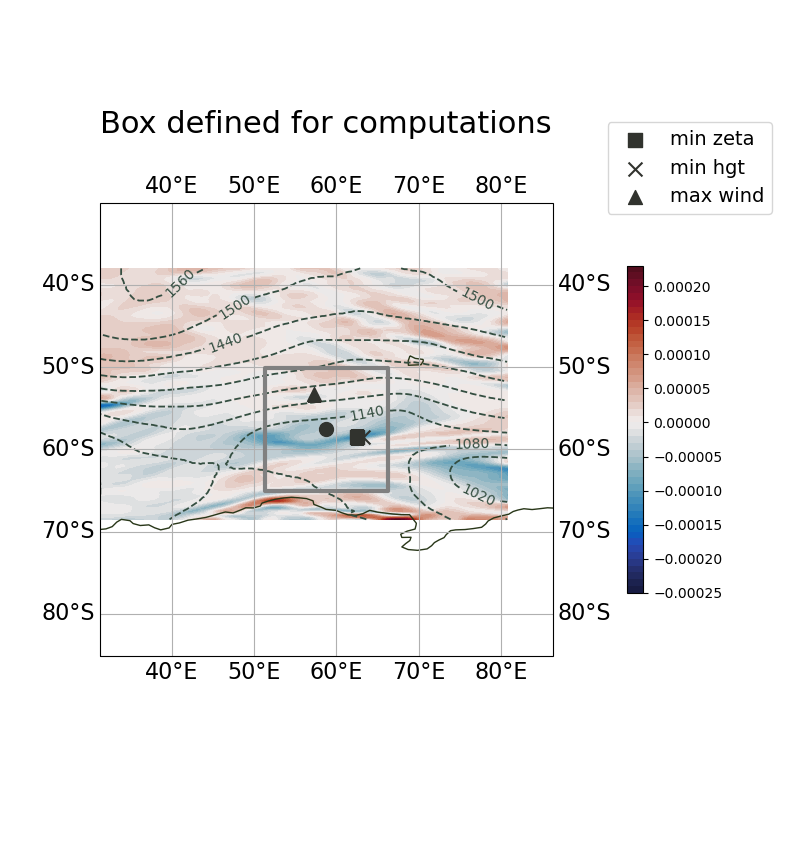 Box defined for computations
min zeta
min hgt
max wind
40°E 50°E 60°E 70°E 80°E
40°S 40°S
50°S 50°S
60°S 60°S
70°S 70°S
80°S 80°S
40°E 50°E 60°E 70°E 80°E
1560
1500
1500
1440
1140
1080
1020
0.00020
0.00015
0.00010
0.00005
0.00000
−0.00005
−0.00010
−0.00015
−0.00020
−0.00025